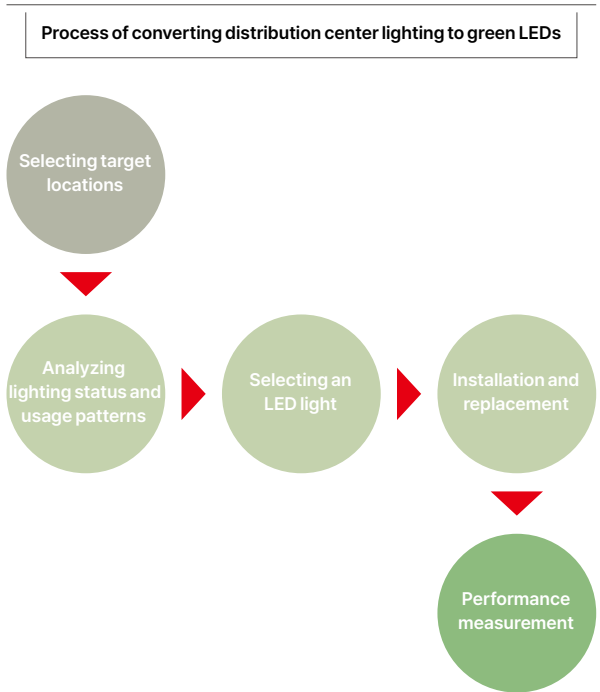 Process of converting distribution center lighting to green LEDs
Selecting target
locations
Analyzing
lighting status and
usage patterns
Selecting an
LED light
Installation and
replacement
Performance
measurement